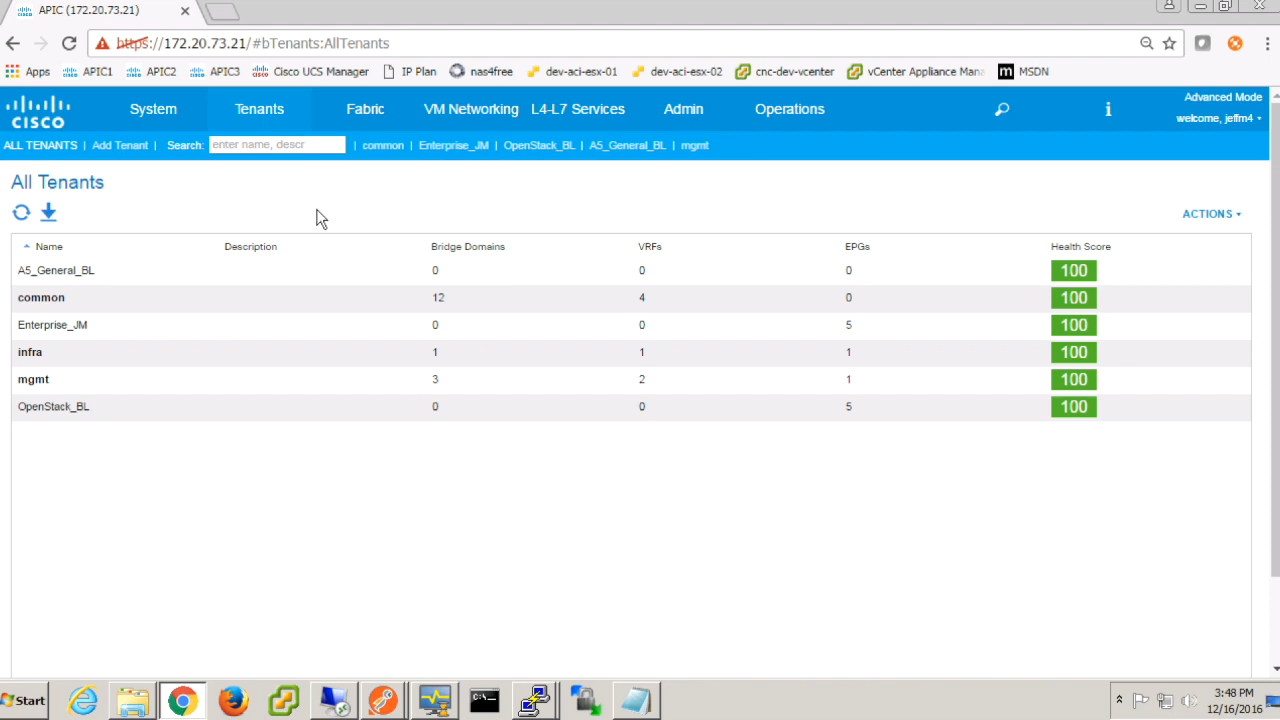 APIC (172.20.73.21)
https://172.20.73.21/#bTenants:AllTenants
Apps APIC1 APIC2 APIC3 Cisco UCS Manager IP Plan nas4free dev-aci-esx-01 dev-aci-esx-02 cnc-dev-vcenter vCenter Appliance Mana MSDN
CISCO System Tenants Fabric VM Networking L4-L7 Services Admin Operations i Advanced Mode
welcome, jeffm4
ALL TENANTS | Add Tenant | Search: enter name, descr | common | Enterprise_JM | OpenStack_BL | A5_General_BL | mgmt
All Tenants
ACTIONS
Name Description Bridge Domains VRFs EPGs Health Score
A5_General_BL 0 0 0 100
common 12 4 0 100
Enterprise_JM 0 0 5 100
infra 1 1 1 100
mgmt 3 2 1 100
OpenStack_BL 0 0 5 100
Start 3:48 PM
12/16/2016